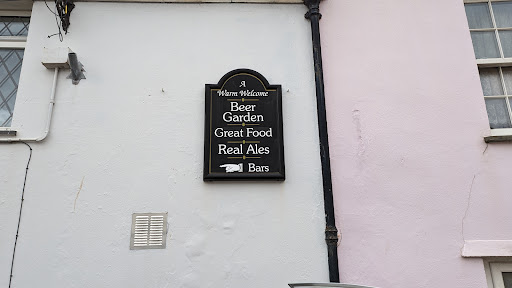 A
Warm Welcome
Beer
Garden
Great Food
Real Ales
Bars